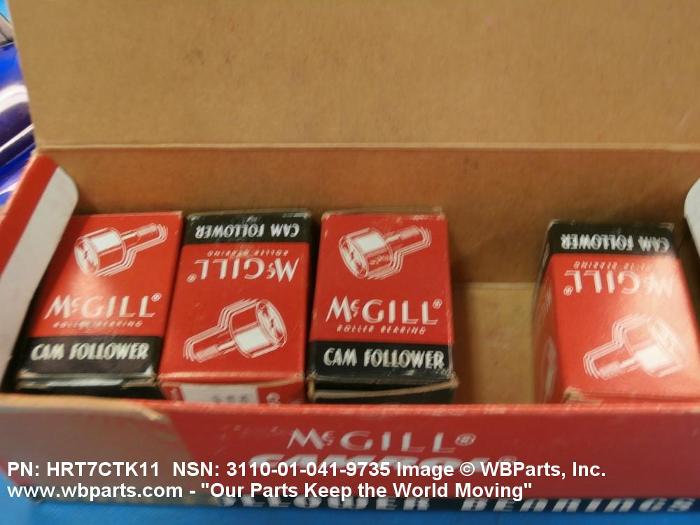 CAM FOLLOWER
McGILL®
ROLLER BEARING
McGILL®
ROLLER BEARING
CAM FOLLOWER
McGILL®
ROLLER BEARING
CAM FOLLOWER
CAM FOLLOWER
McGILL®
McGILL®
PN: HRT7CTK11 NSN: 3110-01-041-9735 Image © WBParts, Inc.
www.wbparts.com - "Our Parts Keep the World Moving"
FOLLOWER BEARINGS